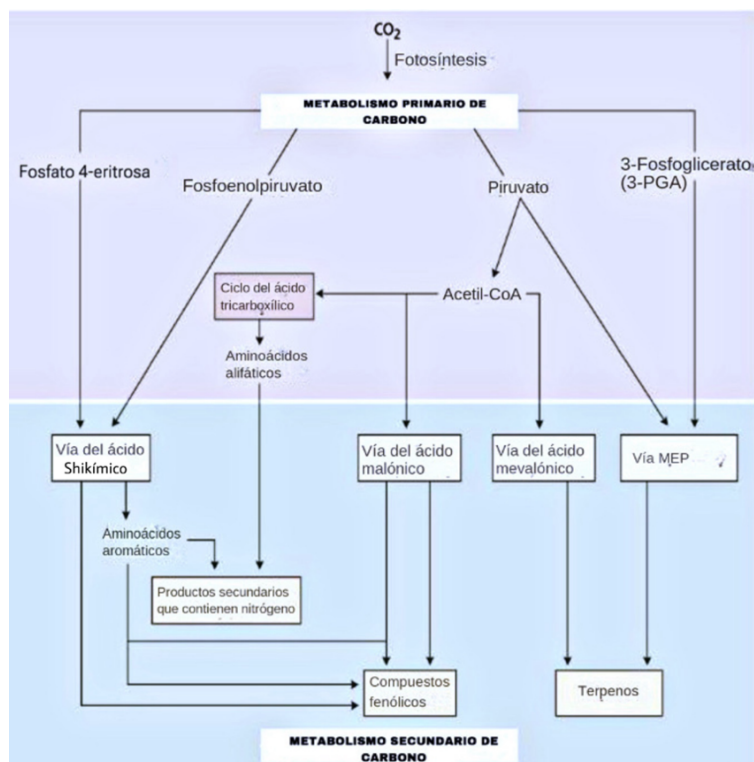 CO₂
Fotosíntesis
METABOLISMO PRIMARIO DE
CARBONO
Fosfato 4-eritrosa
Fosfoenolpiruvato
Piruvato
3-Fosfoglicerato
(3-PGA)
Ciclo del ácido
tricarboxílico
Acetil-CoA
Aminoácidos
alifáticos
Vía del ácido
Shikímico
Vía del ácido
malónico
Vía del ácido
mevalónico
Vía MEP
Aminoácidos
aromáticos
Productos secundarios
que contienen nitrógeno
Compuestos
fenólicos
Terpenos
METABOLISMO SECUNDARIO DE
CARBONO